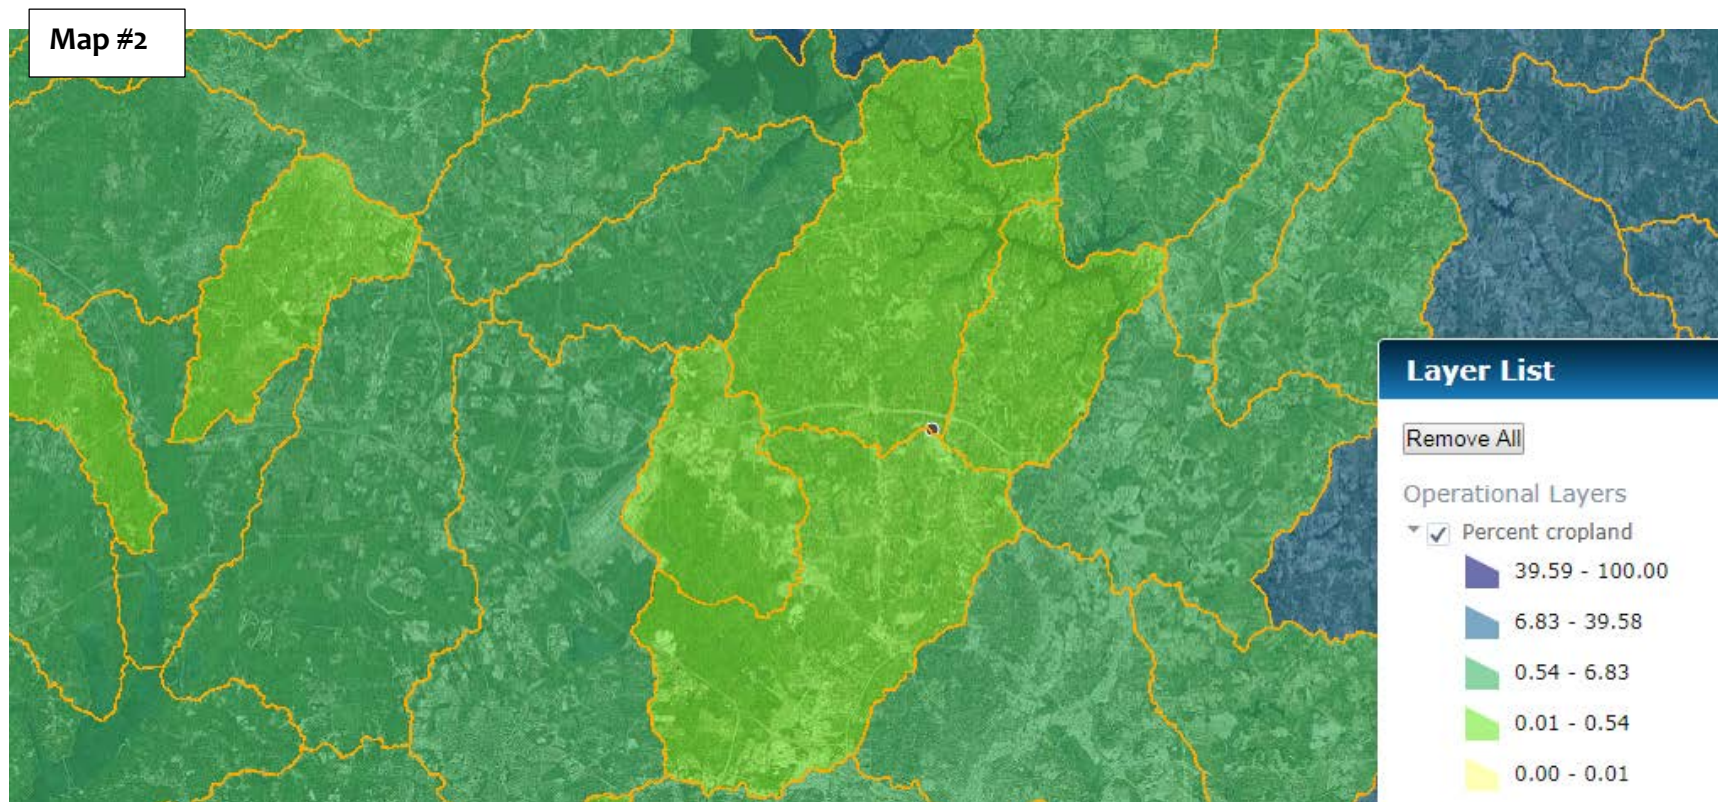 Map #2
Layer List
Remove All
Operational Layers
Percent cropland
39.59 - 100.00
6.83 - 39.58
0.54 - 6.83
0.01 - 0.54
0.00 - 0.01